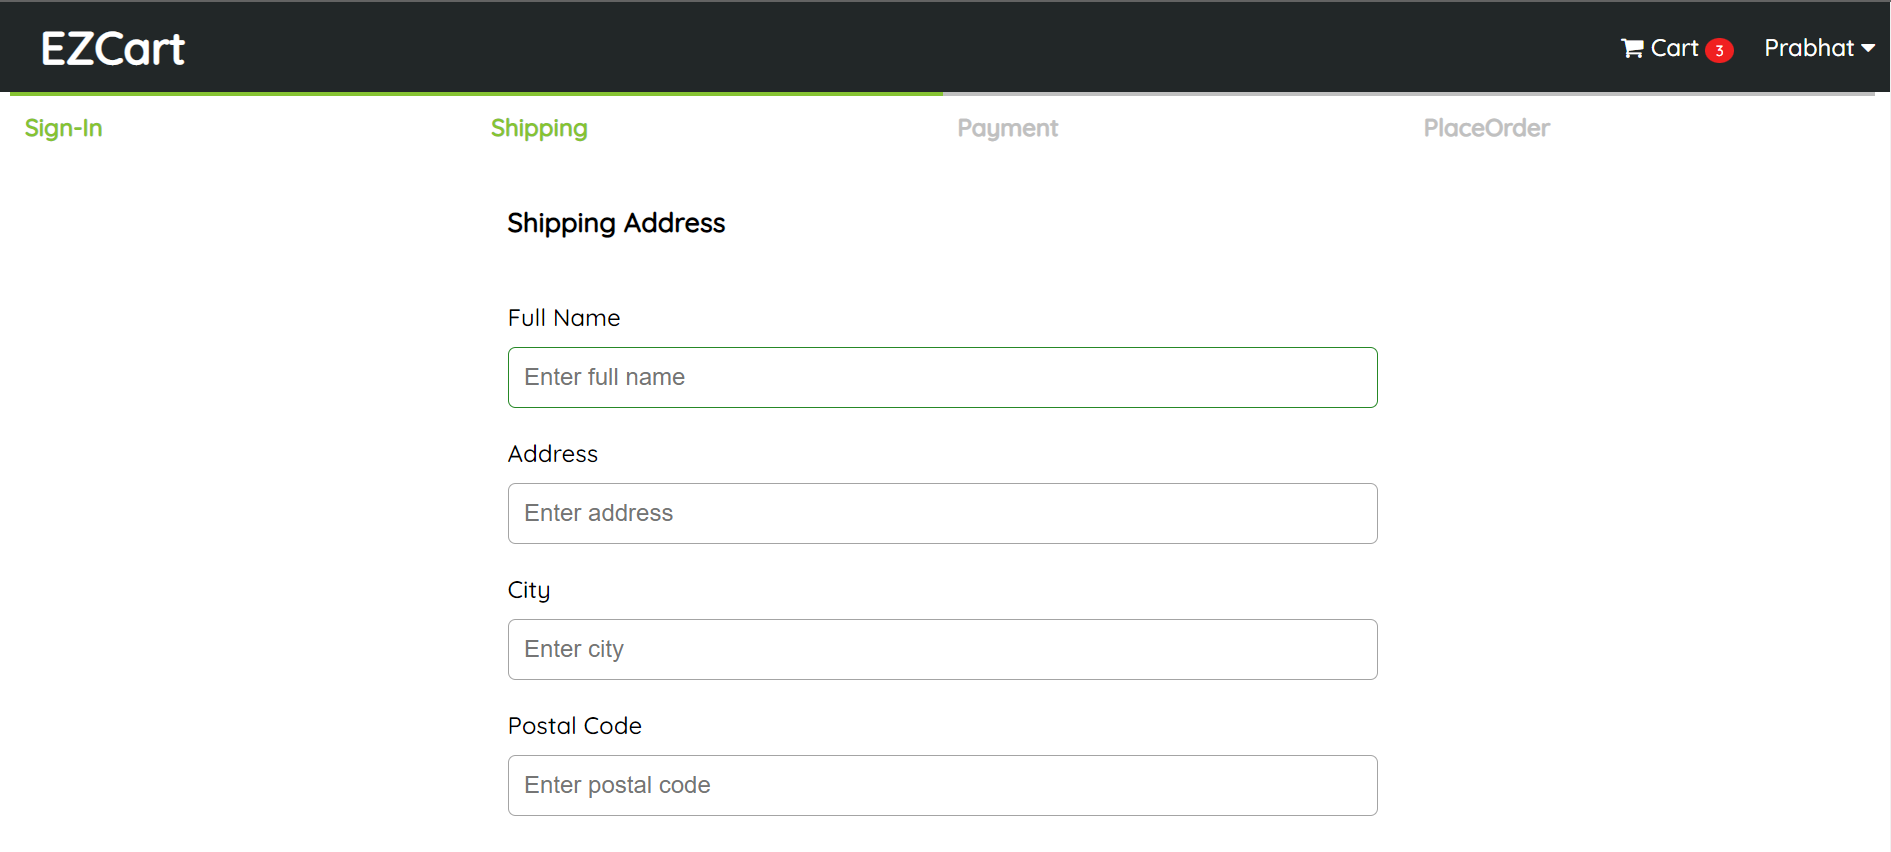 EZCart Cart 3 Prabhat
Sign-In Shipping Payment PlaceOrder
Shipping Address
Full Name
Enter full name
Address
Enter address
City
Enter city
Postal Code
Enter postal code